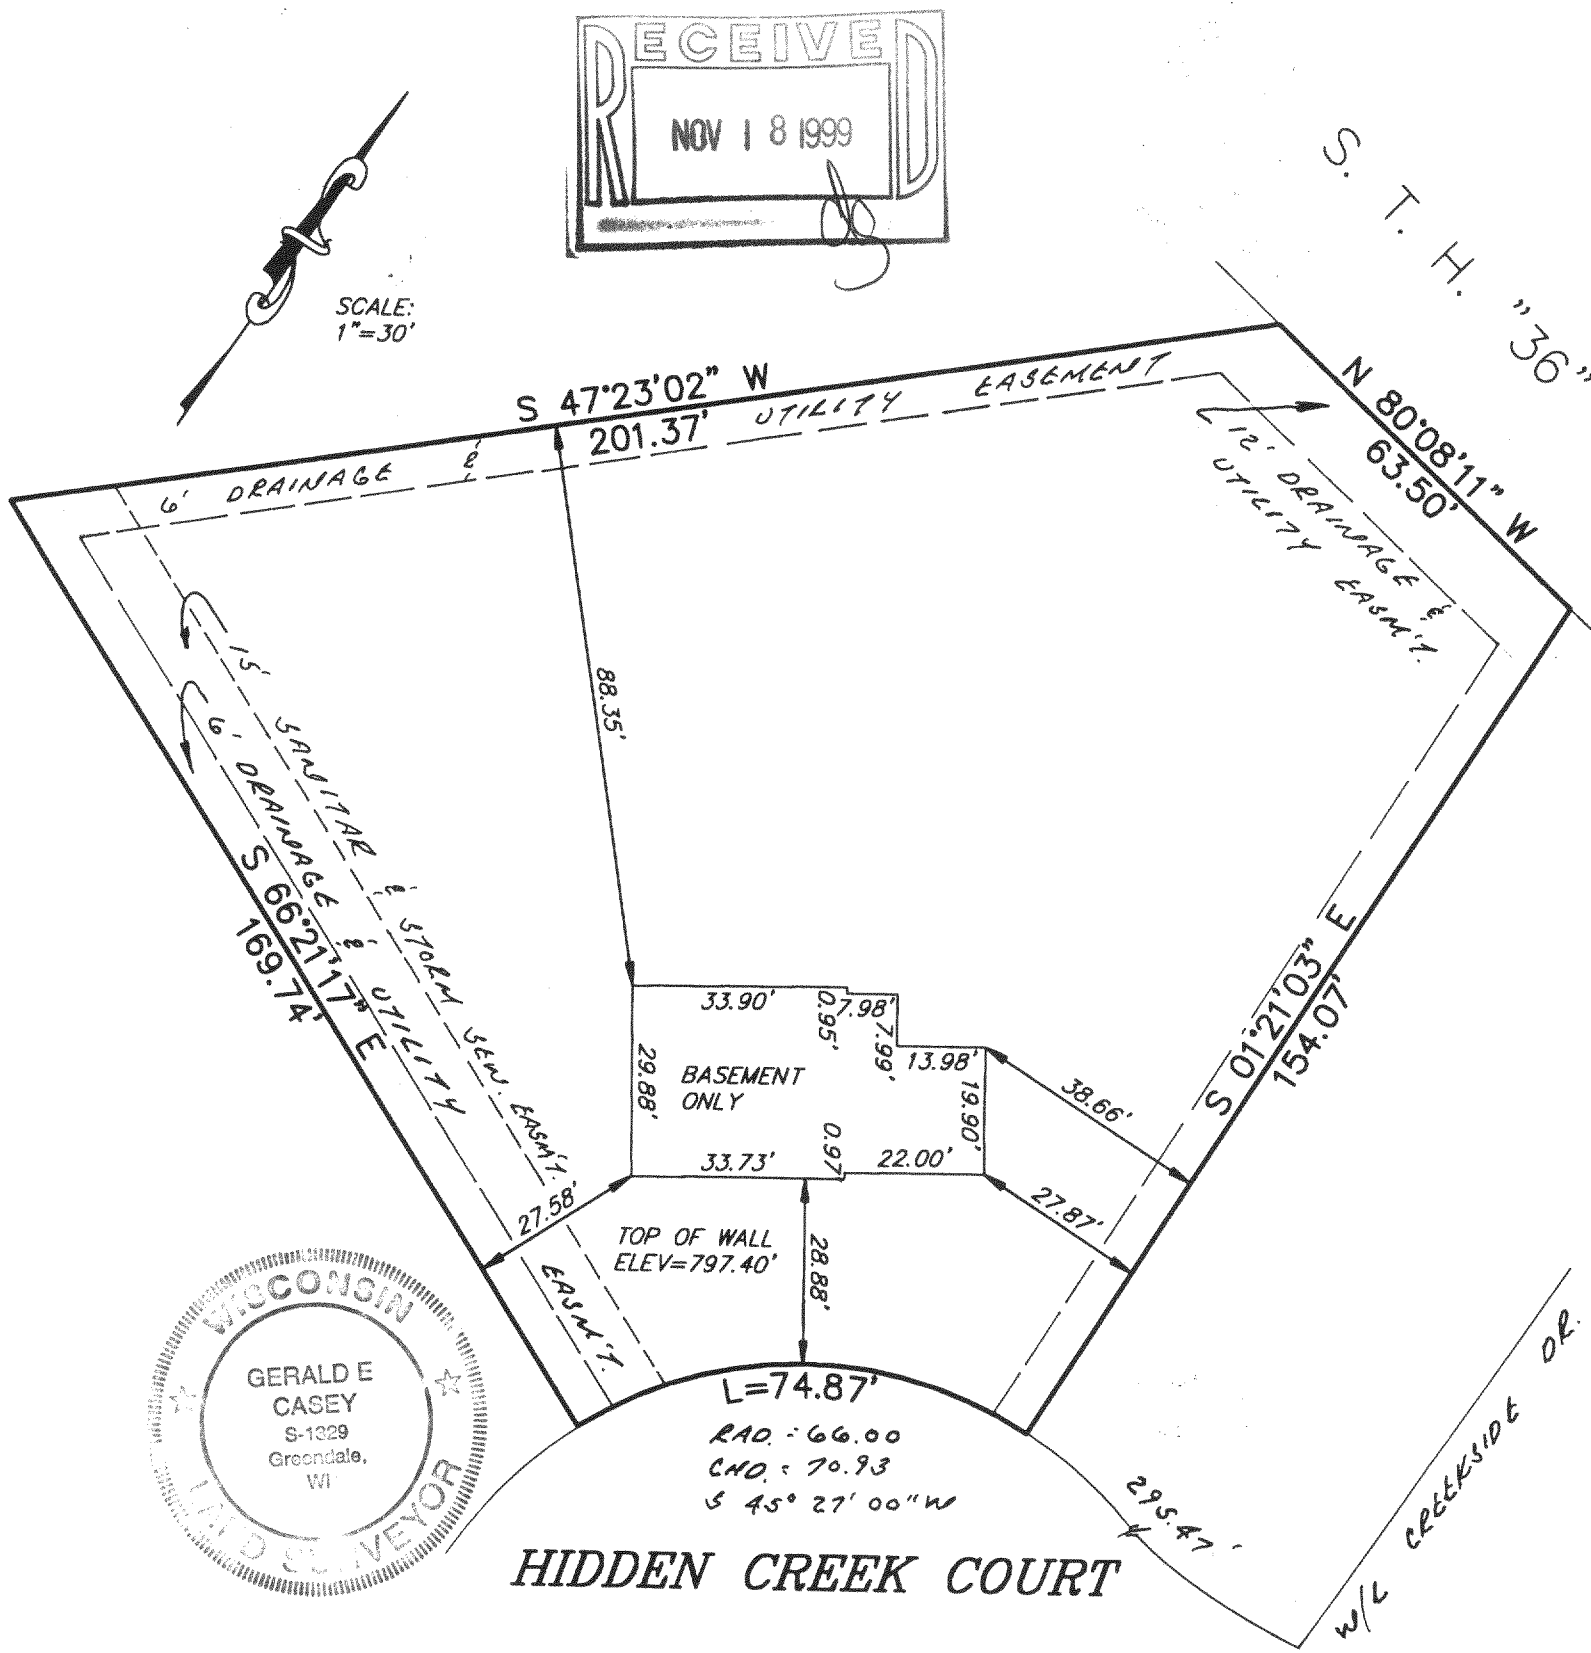 RECEIVED
NOV 18 1999
S. T. H. "36"
SCALE:
1"=30'
S 47°23'02" W
201.37'
6' DRAINAGE & UTILITY EASEMENT
N 80°08'11" W
63.50'
12' DRAINAGE &
UTILITY EASM'T.
88.35'
15' SANITAR & STORM SEW. EASM'T.
6' DRAINAGE & UTILITY EASM'T.
S 66°21'17" E
169.74'
S 01°21'03" E
154.07'
33.90'
0.95'
7.98'
7.99'
13.98'
29.88'
BASEMENT
ONLY
19.90'
38.66'
33.73'
0.97
22.00'
27.58'
27.87'
TOP OF WALL
ELEV=797.40'
28.88'
L=74.87'
RAD. = 66.00
CHD. = 70.93
S 45° 27' 00" W
295.47'
W/L CREEKSIDE DR.
HIDDEN CREEK COURT
WISCONSIN
GERALD E
CASEY
S-1329
Greendale,
WI
LAND SURVEYOR